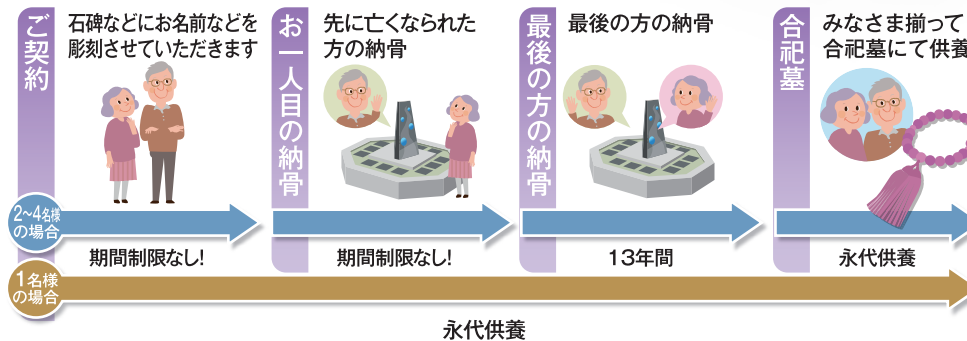 ご契約
石碑などにお名前などを
彫刻させていただきます
お一人目の納骨
先に亡くなられた
方の納骨
最後の方の納骨
最後の方の納骨
合祀墓
みなさま揃って
合祀墓にて供養
2~4名様
の場合
期間制限なし!
期間制限なし!
13年間
永代供養
1名様
の場合
永代供養